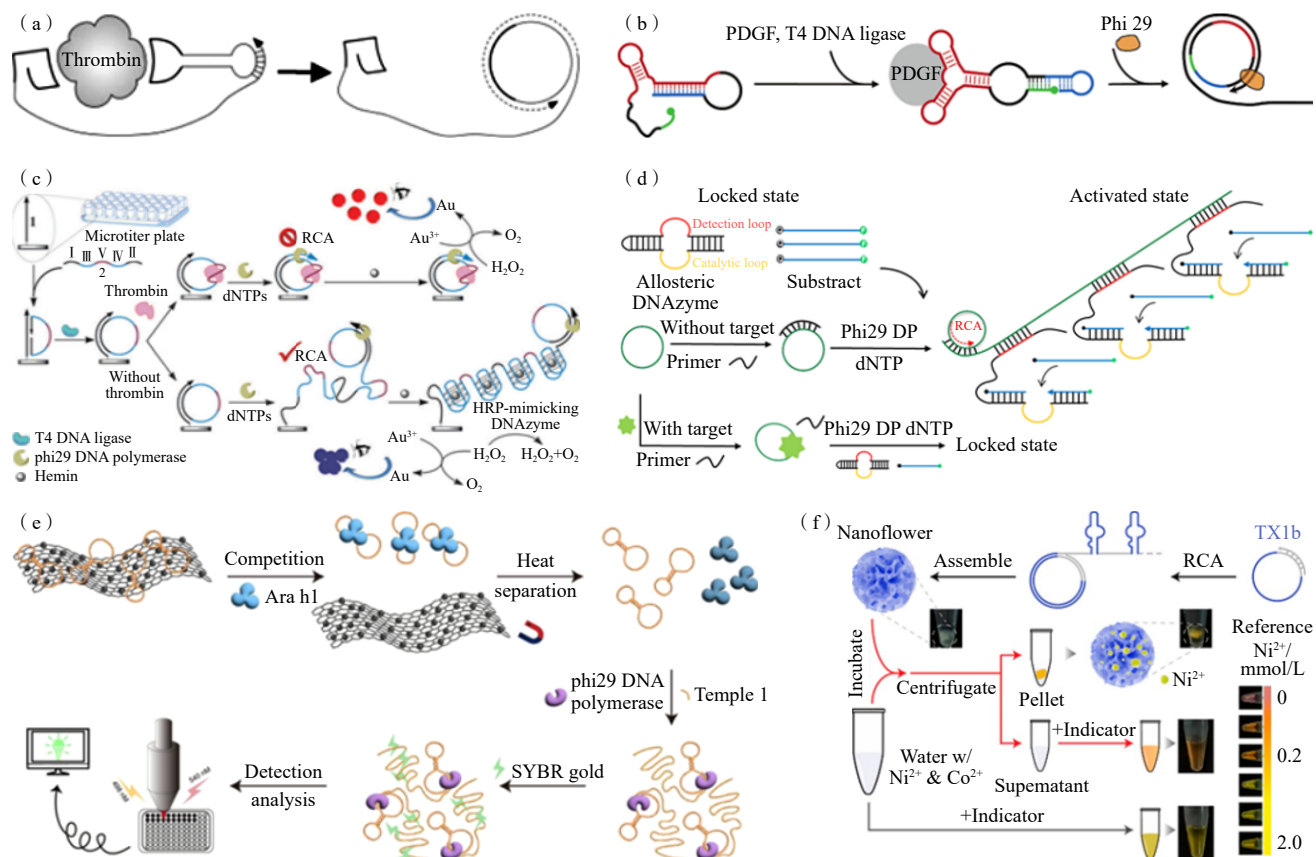 (a)
Thrombin
(b)
PDGF, T4 DNA ligase
PDGF
Phi 29
(c)
1
Microtiter plate
I III V IV II
2
Thrombin
Without
thrombin
dNTPs
RCA
Au
Au³⁺
O₂
H₂O₂
dNTPs
RCA
HRP-mimicking
DNAzyme
Au³⁺
H₂O₂
H₂O₂+O₂
Au
O₂
T4 DNA ligase
phi29 DNA polymerase
Hemin
(d)
Locked state
Activated state
Detection loop
Catalytic loop
Allosteric
DNAzyme
Substract
Without target
Primer
Phi29 DP
dNTP
RCA
With target
Primer
Phi29 DP dNTP
Locked state
(e)
Competition
Ara h1
Heat
separation
phi29 DNA
polymerase
Temple 1
SYBR gold
Detection
analysis
540 nM
(f)
Nanoflower
Assemble
RCA
TX1b
Incubate
Centrifugate
Pellet
Ni²⁺
Reference
Ni²⁺/
mmol/L
0
0.2
2.0
Water w/
Ni²⁺ & Co²⁺
+Indicator
Supematant
+Indicator